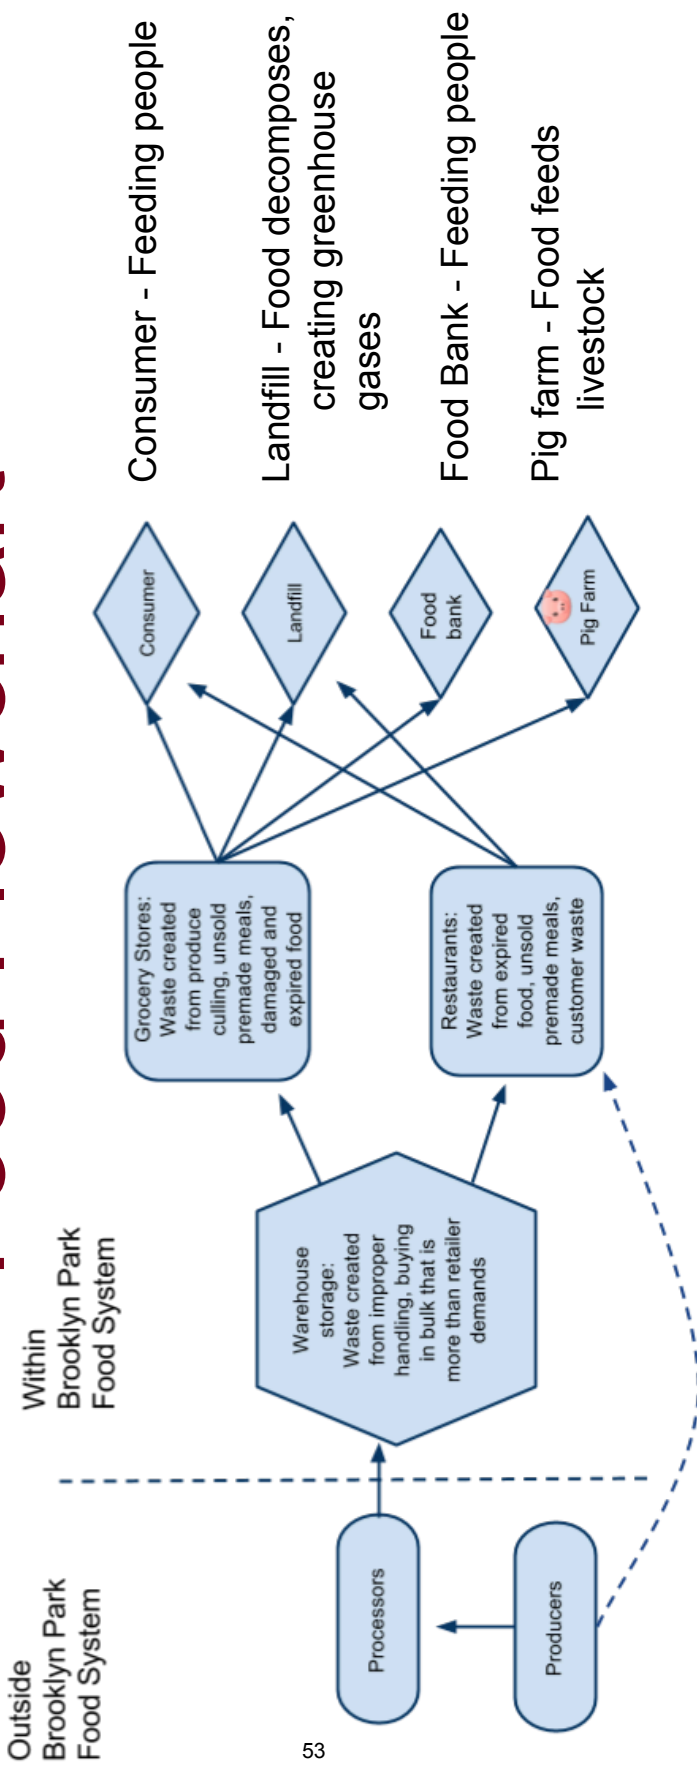 Outside
Brooklyn Park
Food System
Within
Brooklyn Park
Food System
Processors
Producers
Warehouse
storage:
Waste created
from improper
handling, buying
in bulk that is
more than retailer
demands
Grocery Stores:
Waste created
from produce
culling, unsold
premade meals,
damaged and
expired food
Restaurants:
Waste created
from expired
food, unsold
premade meals,
customer waste
Consumer
Landfill
Food
bank
Pig Farm
Consumer - Feeding people
Landfill - Food decomposes,
creating greenhouse
gases
Food Bank - Feeding people
Pig farm - Food feeds
livestock
53